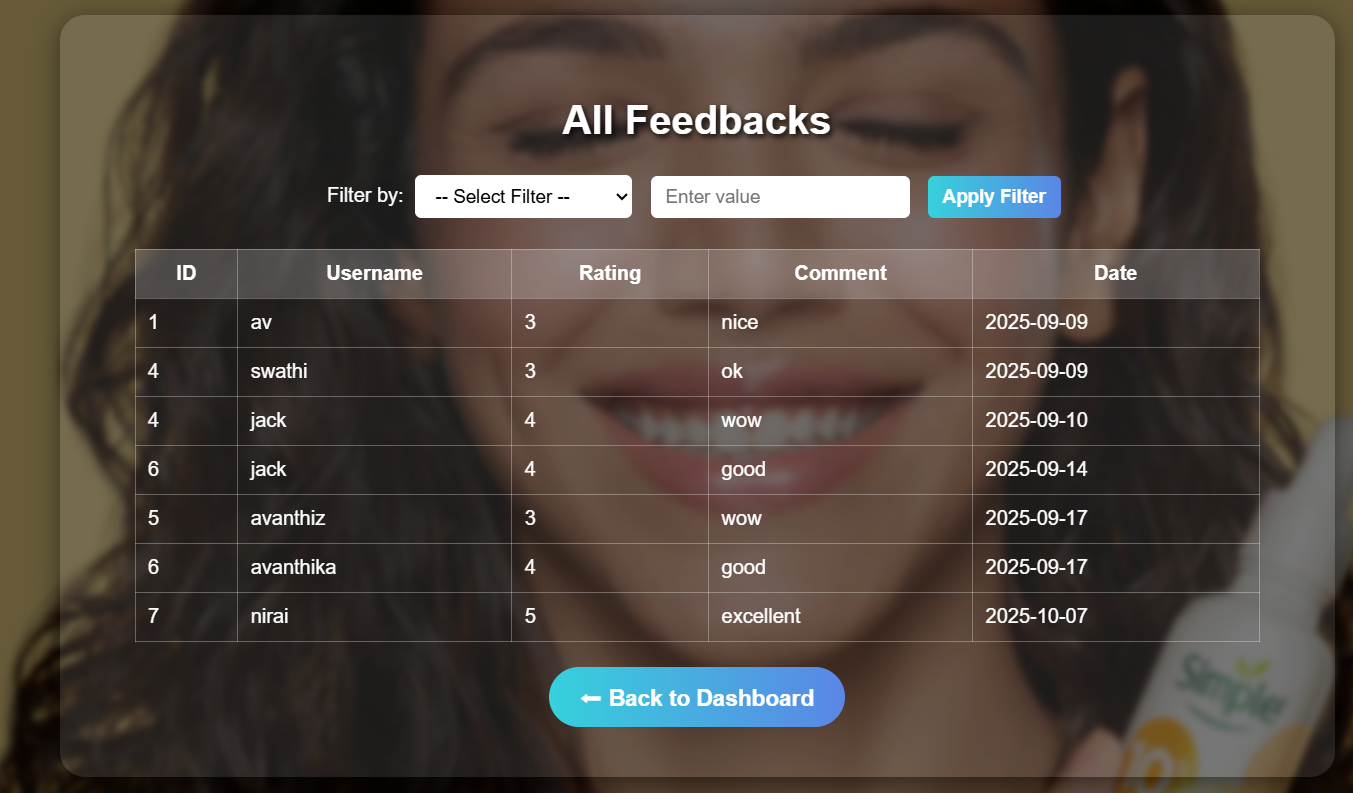 All Feedbacks
Filter by: -- Select Filter -- Enter value Apply Filter
ID Username Rating Comment Date
1 av 3 nice 2025-09-09
4 swathi 3 ok 2025-09-09
4 jack 4 wow 2025-09-10
6 jack 4 good 2025-09-14
5 avanthiz 3 wow 2025-09-17
6 avanthika 4 good 2025-09-17
7 nirai 5 excellent 2025-10-07
⬅ Back to Dashboard
Simple
10